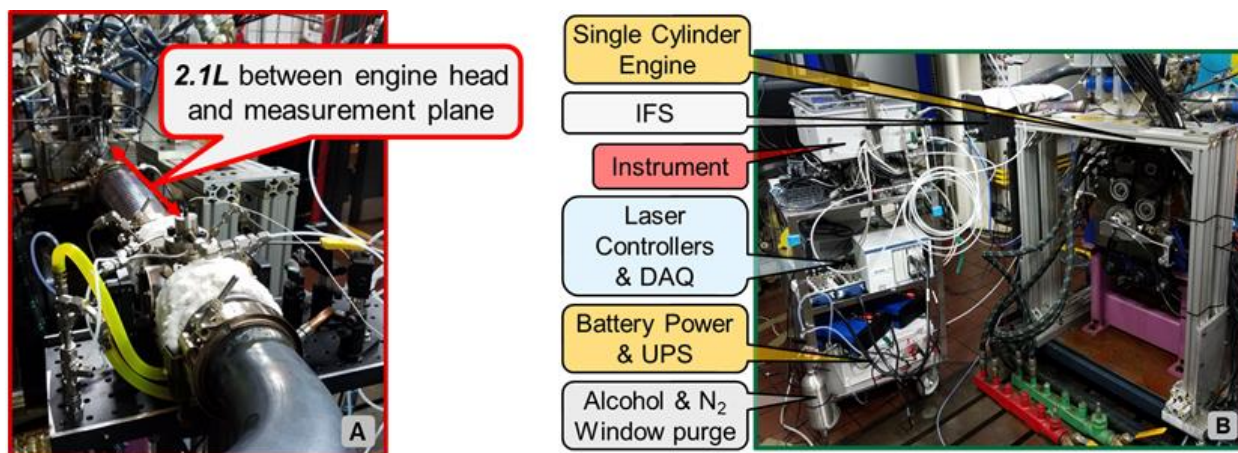 2.1L between engine head
and measurement plane
A
Single Cylinder
Engine
IFS
Instrument
Laser
Controllers
& DAQ
Battery Power
& UPS
Alcohol & N₂
Window purge
B